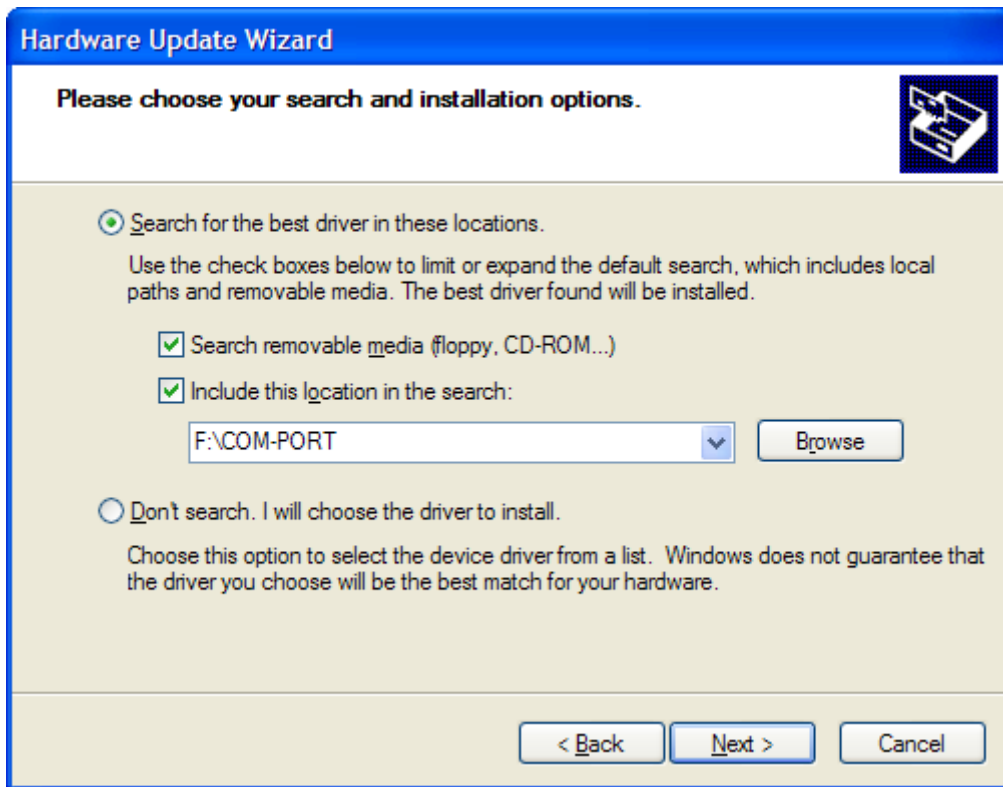 Hardware Update Wizard
Please choose your search and installation options.
Search for the best driver in these locations.
Use the check boxes below to limit or expand the default search, which includes local
paths and removable media. The best driver found will be installed.
Search removable media (floppy, CD-ROM...)
Include this location in the search:
F:\COM-PORT
Browse
Don't search. I will choose the driver to install.
Choose this option to select the device driver from a list. Windows does not guarantee that
the driver you choose will be the best match for your hardware.
< Back
Next >
Cancel